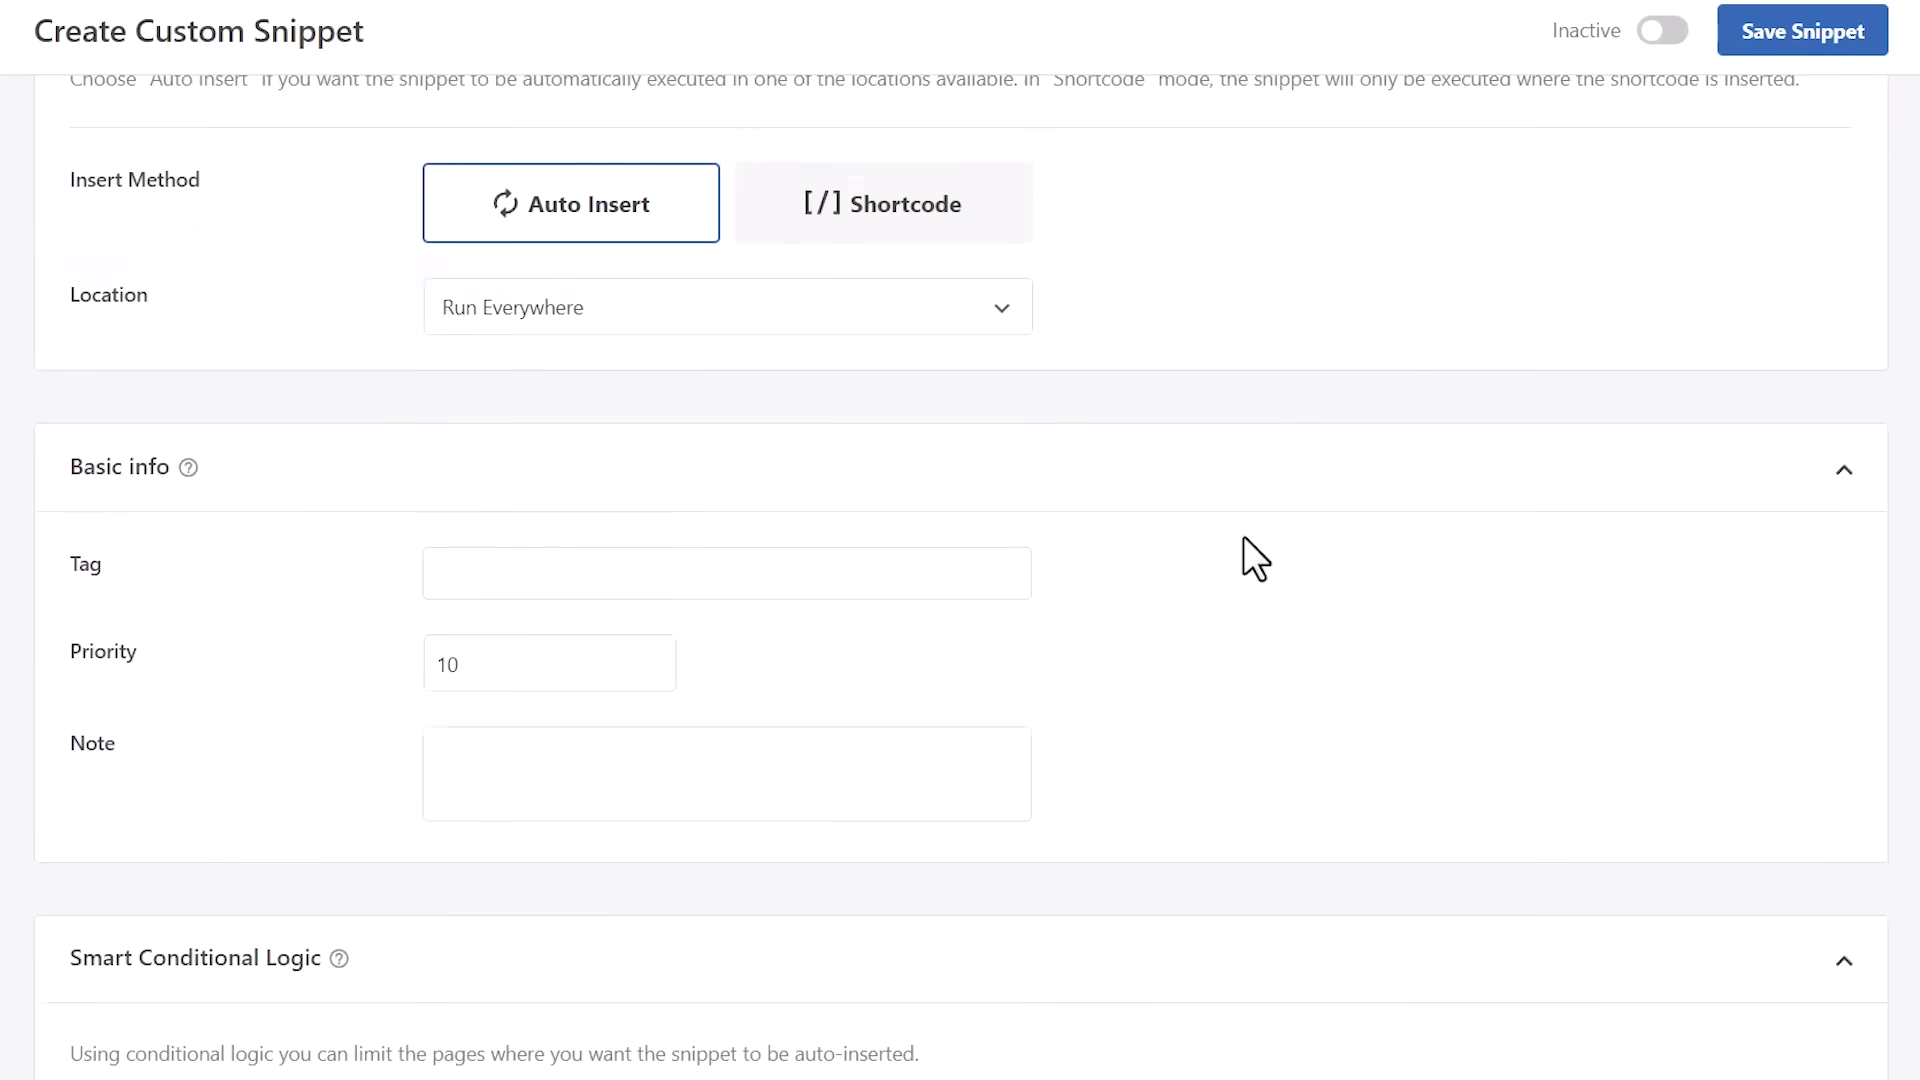 Create Custom Snippet
Inactive
Save Snippet
Choose "Auto Insert" if you want the snippet to be automatically executed in one of the locations available. In "Shortcode" mode, the snippet will only be executed where the shortcode is inserted.
Insert Method
Auto Insert
[/] Shortcode
Location
Run Everywhere
Basic info ?
Tag
Priority
10
Note
Smart Conditional Logic ?
Using conditional logic you can limit the pages where you want the snippet to be auto-inserted.